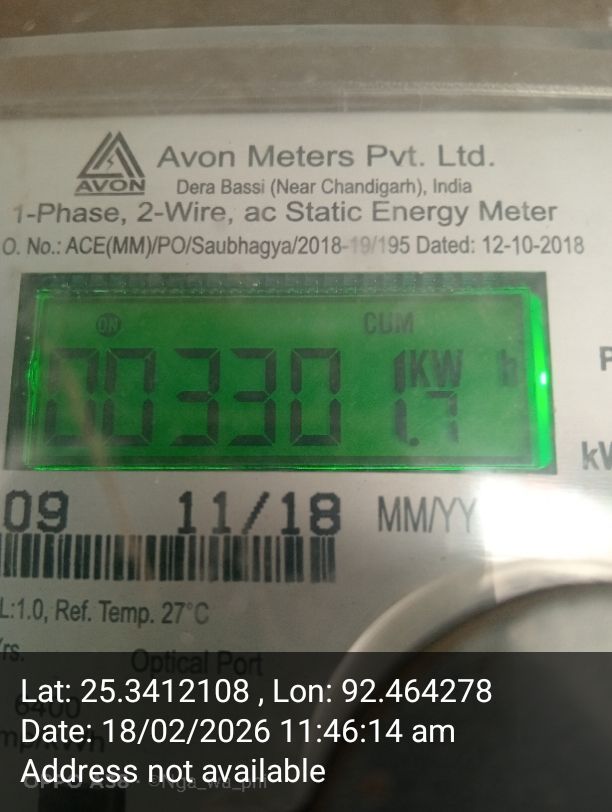 AVON
Avon Meters Pvt. Ltd.
Dera Bassi (Near Chandigarh), India
1-Phase, 2-Wire, ac Static Energy Meter
O. No.: ACE(MM)/PO/Saubhagya/2018-19/195 Dated: 12-10-2018
ON CUM
003301.7 KW h
09 11/18 MM/YY
L:1.0, Ref. Temp. 27°C
Optical Port
6400
Lat: 25.3412108 , Lon: 92.464278
Date: 18/02/2026 11:46:14 am
Address not available